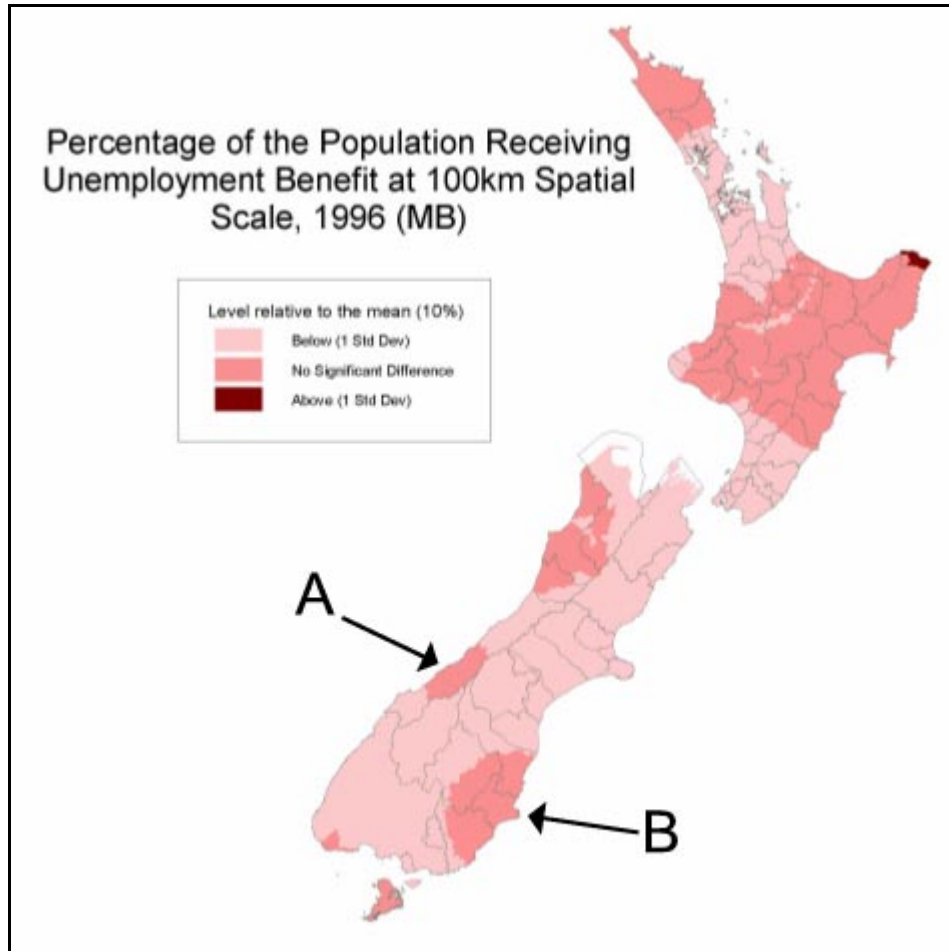 Percentage of the Population Receiving
Unemployment Benefit at 100km Spatial
Scale, 1996 (MB)
Level relative to the mean (10%)
Below (1 Std Dev)
No Significant Difference
Above (1 Std Dev)
A
B